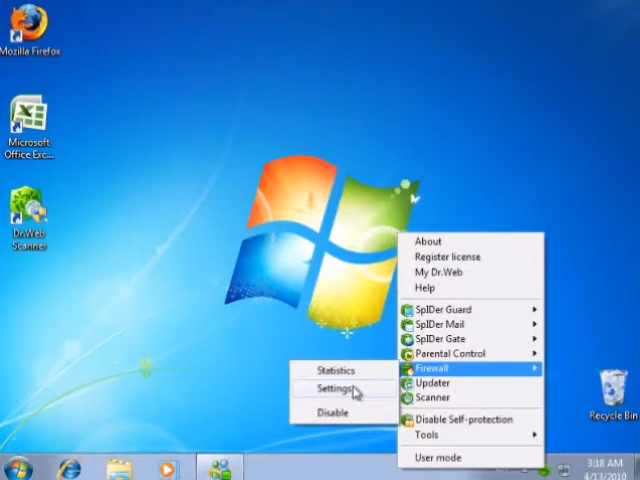 Mozilla Firefox
Microsoft
Office Exc...
Dr.Web
Scanner
About
Register license
My Dr.Web
Help
SpIDer Guard
SpIDer Mail
SpIDer Gate
Parental Control
Firewall
Updater
Scanner
Disable Self-protection
Tools
User mode
Statistics
Settings
Disable
Recycle Bin
3:18 AM
4/13/2010